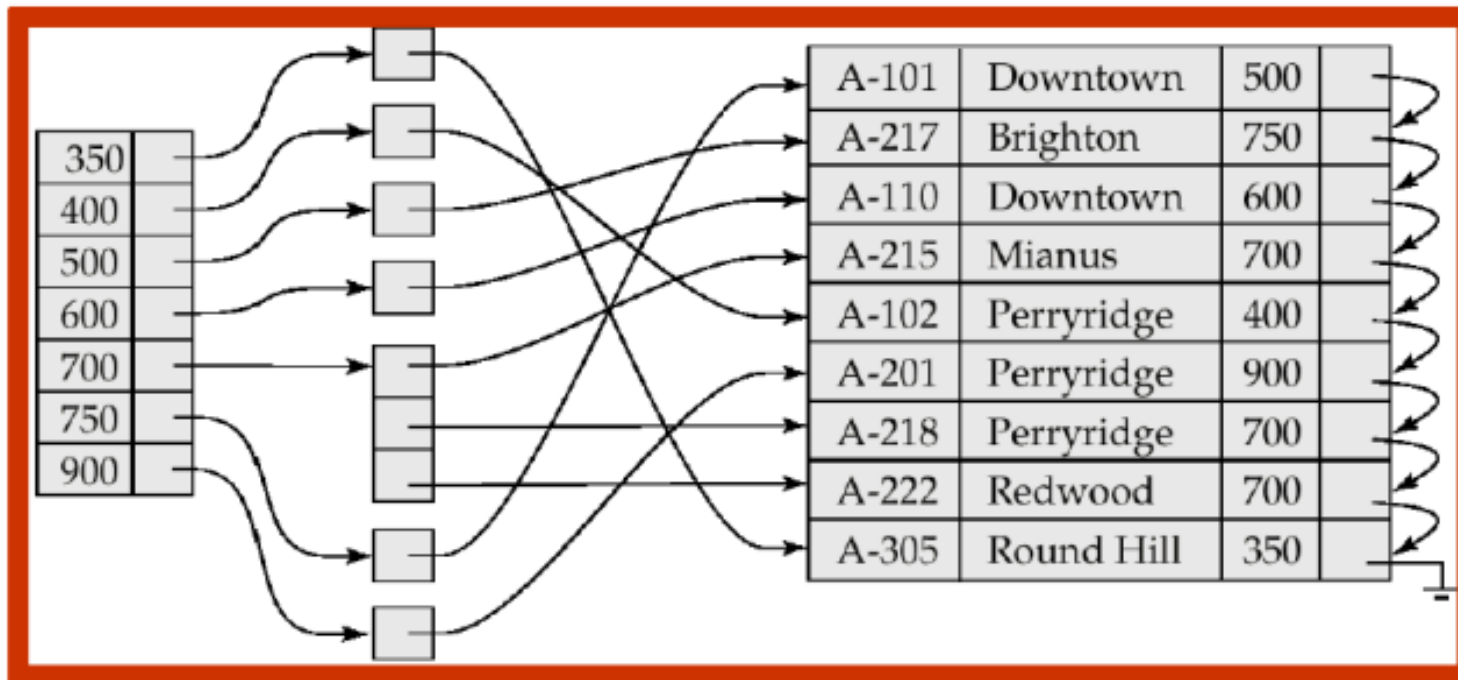 350
400
500
600
700
750
900
A-101 Downtown 500
A-217 Brighton 750
A-110 Downtown 600
A-215 Mianus 700
A-102 Perryridge 400
A-201 Perryridge 900
A-218 Perryridge 700
A-222 Redwood 700
A-305 Round Hill 350